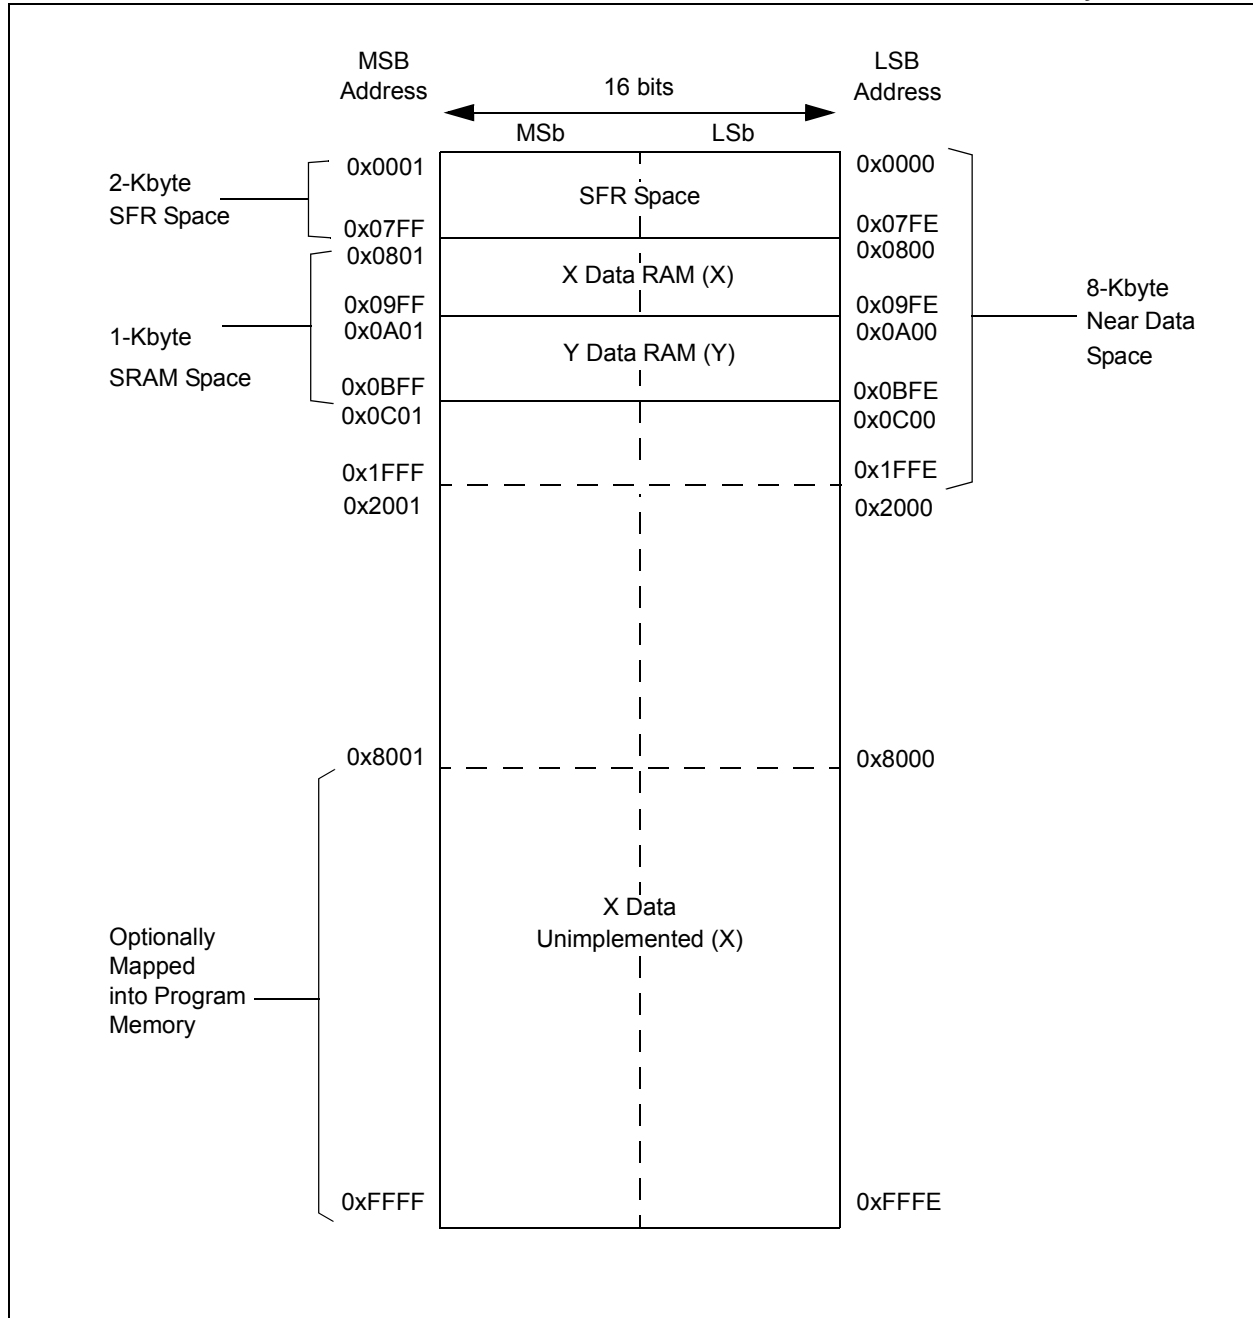 MSB
Address
16 bits
LSB
Address
MSb
LSb
0x0001
0x0000
2-Kbyte
SFR Space
SFR Space
0x07FF
0x07FE
0x0801
0x0800
X Data RAM (X)
0x09FF
0x09FE
0x0A01
0x0A00
1-Kbyte
SRAM Space
8-Kbyte
Near Data
Space
Y Data RAM (Y)
0x0BFF
0x0BFE
0x0C01
0x0C00
0x1FFF
0x1FFE
0x2001
0x2000
0x8001
0x8000
X Data
Unimplemented (X)
Optionally
Mapped
into Program
Memory
0xFFFF
0xFFFE